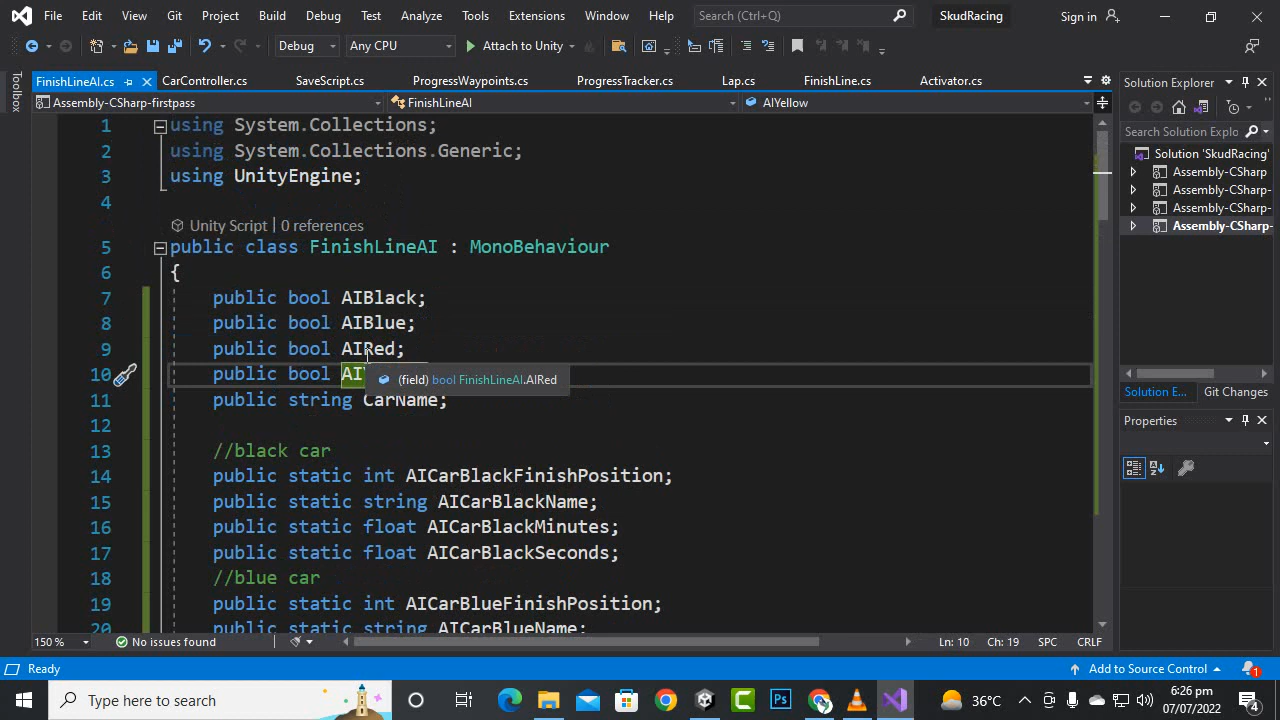 File Edit View Git Project Build Debug Test Analyze Tools Extensions Window Help Search (Ctrl+Q) SkudRacing Sign in
Debug Any CPU Attach to Unity
FinishLineAI.cs CarController.cs SaveScript.cs ProgressWaypoints.cs ProgressTracker.cs Lap.cs FinishLine.cs Activator.cs
Toolbox
Assembly-CSharp-firstpass FinishLineAI AIYellow
1 using System.Collections;
2 using System.Collections.Generic;
3 using UnityEngine;
4
Unity Script | 0 references
5 public class FinishLineAI : MonoBehaviour
6 {
7 public bool AIBlack;
8 public bool AIBlue;
9 public bool AIRed;
10 public bool AI
(field) bool FinishLineAI.AIRed
11 public string CarName;
12
13 //black car
14 public static int AICarBlackFinishPosition;
15 public static string AICarBlackName;
16 public static float AICarBlackMinutes;
17 public static float AICarBlackSeconds;
18 //blue car
19 public static int AICarBlueFinishPosition;
20 public static string AICarBlueName;
150 % No issues found Ln: 10 Ch: 19 SPC CRLF
Solution Explorer
Search Solution Explo
Solution 'SkudRacing'
Assembly-CSharp
Assembly-CSharp-
Assembly-CSharp-
Assembly-CSharp-
Solution E... Git Changes
Properties
Ready Add to Source Control 1
Type here to search 36°C 6:26 pm
07/07/2022 4